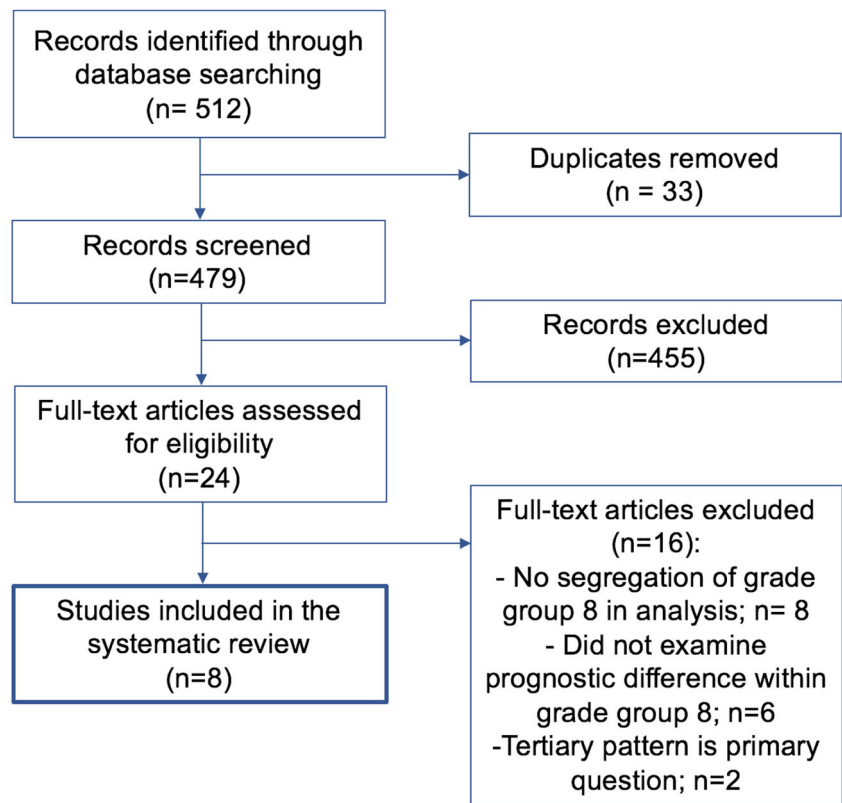 Records identified through
database searching
(n= 512)
Duplicates removed
(n = 33)
Records screened
(n=479)
Records excluded
(n=455)
Full-text articles assessed
for eligibility
(n=24)
Full-text articles excluded
(n=16):
- No segregation of grade
group 8 in analysis; n= 8
- Did not examine
prognostic difference within
grade group 8; n=6
-Tertiary pattern is primary
question; n=2
Studies included in the
systematic review
(n=8)